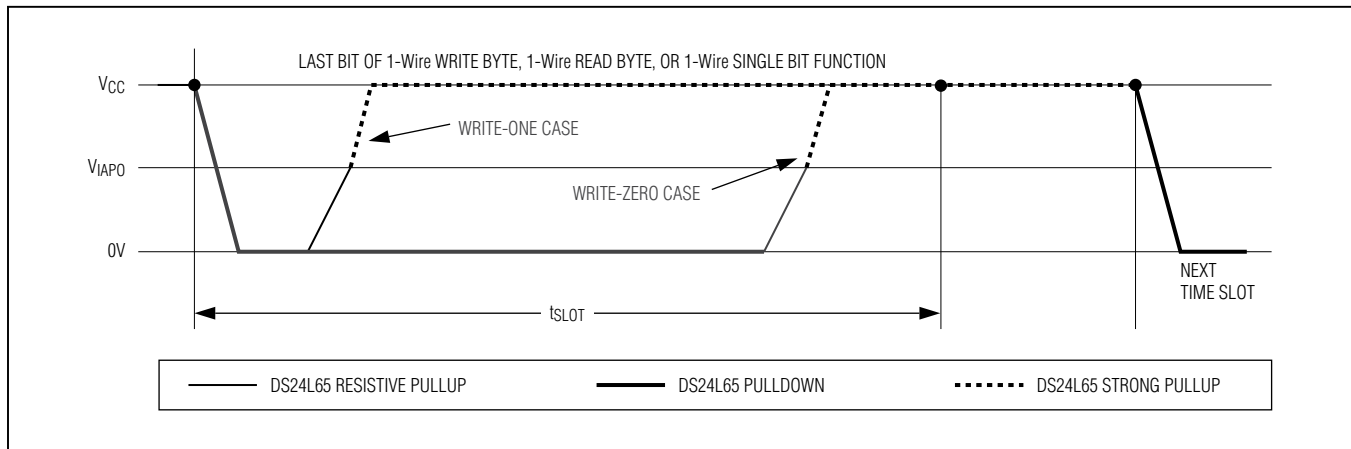 LAST BIT OF 1-Wire WRITE BYTE, 1-Wire READ BYTE, OR 1-Wire SINGLE BIT FUNCTION
VCC
WRITE-ONE CASE
VIAPO
WRITE-ZERO CASE
0V
NEXT
TIME SLOT
tSLOT
DS24L65 RESISTIVE PULLUP
DS24L65 PULLDOWN
DS24L65 STRONG PULLUP